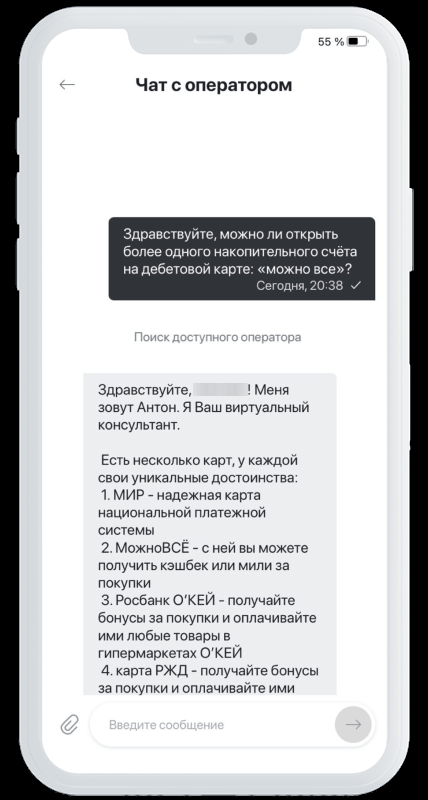 55 %
Чат с оператором
Здравствуйте, можно ли открыть
более одного накопительного счёта
на дебетовой карте: «можно все»?
Сегодня, 20:38
Поиск доступного оператора
Здравствуйте, ! Меня
зовут Антон. Я Ваш виртуальный
консультант.
Есть несколько карт, у каждой
свои уникальные достоинства:
1. МИР - надежная карта
национальной платежной
системы
2. МожноВСЁ - с ней вы можете
получить кэшбек или мили за
покупки
3. Росбанк О’КЕЙ - получайте
бонусы за покупки и оплачивайте
ими любые товары в
гипермаркетах О’КЕЙ
4. карта РЖД - получайте бонусы
за покупки и оплачивайте ими
Введите сообщение